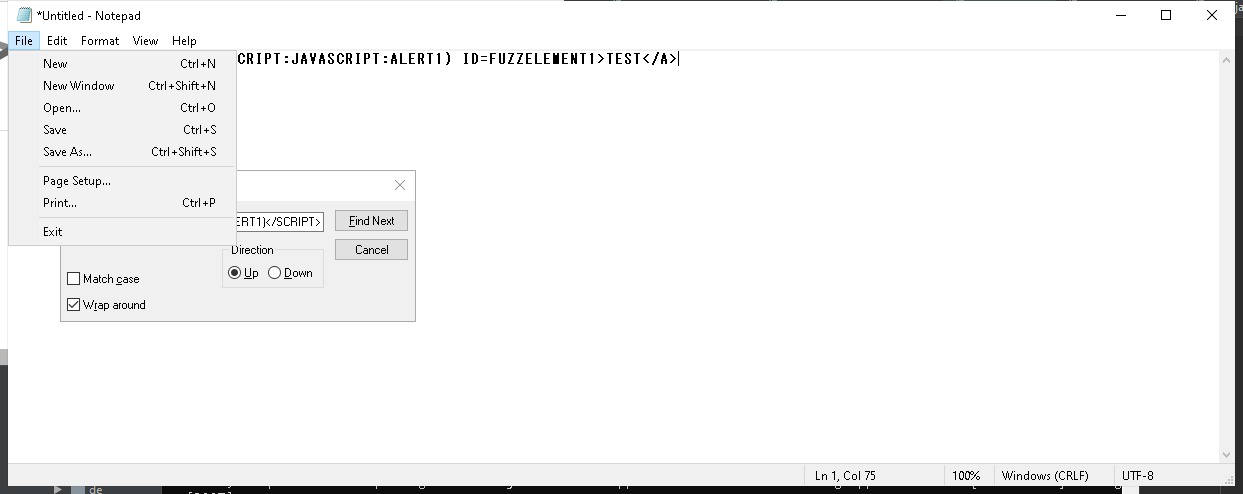 *Untitled - Notepad
File Edit Format View Help
CRIPT:JAVASCRIPT:ALERT1) ID=FUZZELEMENT1>TEST</A>
New Ctrl+N
New Window Ctrl+Shift+N
Open... Ctrl+O
Save Ctrl+S
Save As... Ctrl+Shift+S
Page Setup...
Print... Ctrl+P
Exit
ERT1)</SCRIPT> Find Next
Direction Cancel
Up Down
Match case
Wrap around
Ln 1, Col 75 100% Windows (CRLF) UTF-8
de